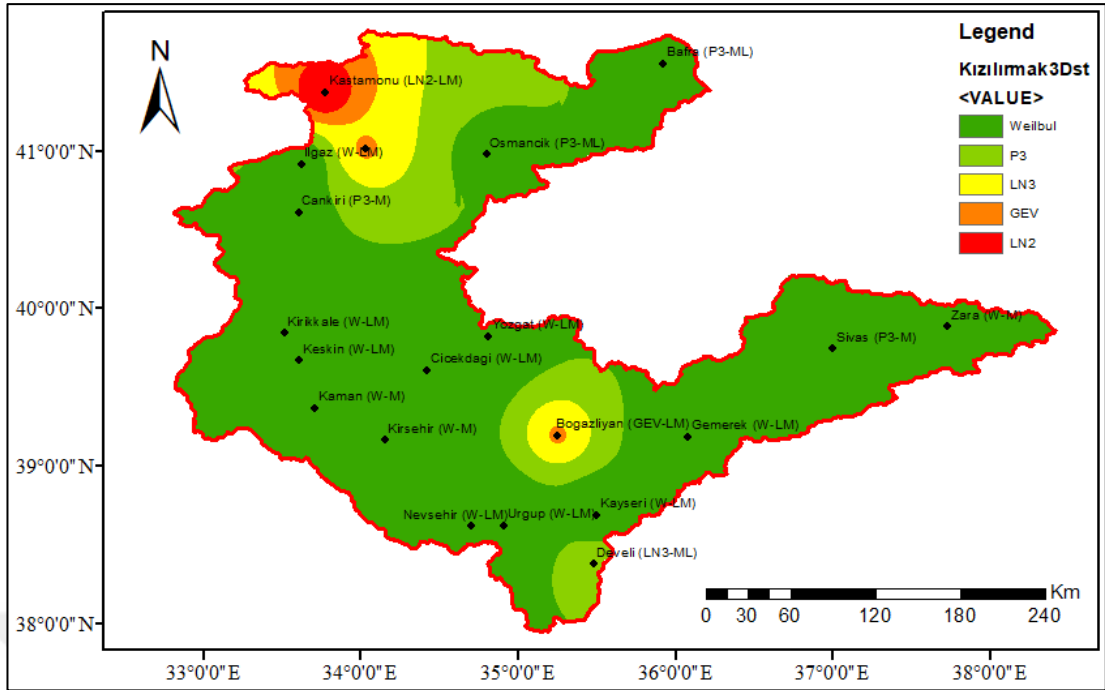 N
Legend
Kızılırmak3Dst
<VALUE>
Weilbul
P3
LN3
GEV
LN2
Bafra (P3-ML)
Kastamonu (LN2-LM)
Osmancik (P3-ML)
Ilgaz (W-LM)
Cankiri (P3-M)
Kirikkale (W-LM)
Yozgat (W-LM)
Zara (W-M)
Sivas (P3-M)
Keskin (W-LM)
Cicekdagi (W-LM)
Kaman (W-M)
Kirsehir (W-M)
Bogazliyan (GEV-LM)
Gemerek (W-LM)
Nevsehir (W-LM)
Urgup (W-LM)
Kayseri (W-LM)
Develi (LN3-ML)
41°0'0"N
40°0'0"N
39°0'0"N
38°0'0"N
Km
0 30 60 120 180 240
33°0'0"E 34°0'0"E 35°0'0"E 36°0'0"E 37°0'0"E 38°0'0"E